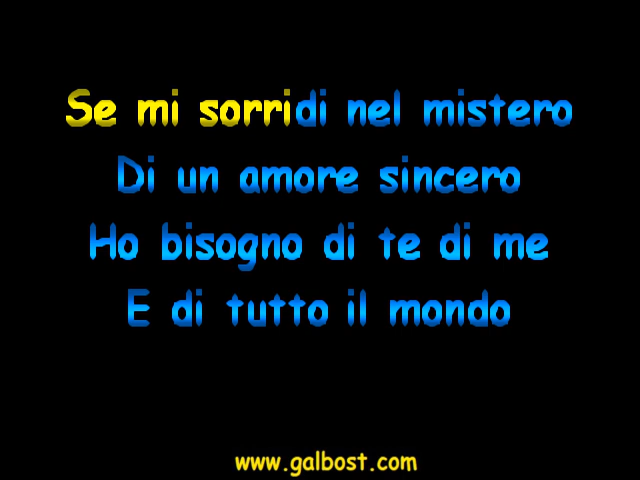 Se mi sorridi nel mistero
Di un amore sincero
Ho bisogno di te di me
E di tutto il mondo
www.galbost.com